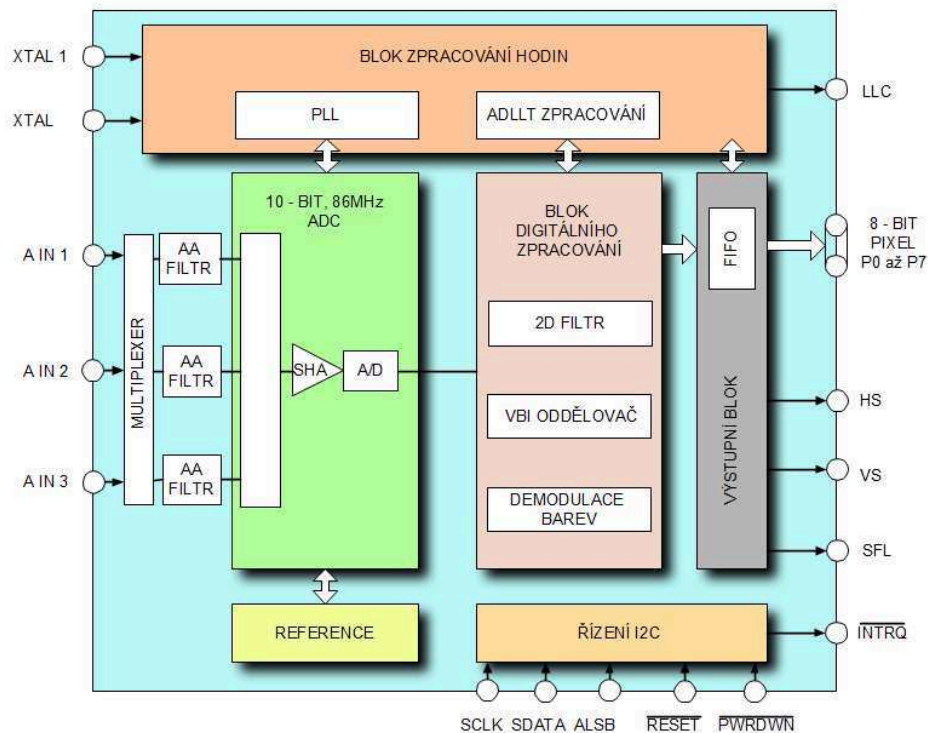 XTAL 1
BLOK ZPRACOVÁNÍ HODIN
LLC
XTAL
PLL
ADLLT ZPRACOVÁNÍ
10 - BIT, 86MHz
ADC
BLOK
DIGITÁLNÍHO
ZPRACOVÁNÍ
FIFO
8 - BIT
PIXEL
P0 až P7
A IN 1
AA
FILTR
MULTIPLEXER
2D FILTR
A IN 2
AA
FILTR
SHA
A/D
VBI ODDĚLOVAČ
VÝSTUPNÍ BLOK
HS
A IN 3
AA
FILTR
DEMODULACE
BAREV
VS
SFL
REFERENCE
ŘÍZENÍ I2C
INTRQ
SCLK SDATA ALSB RESET PWRDWN